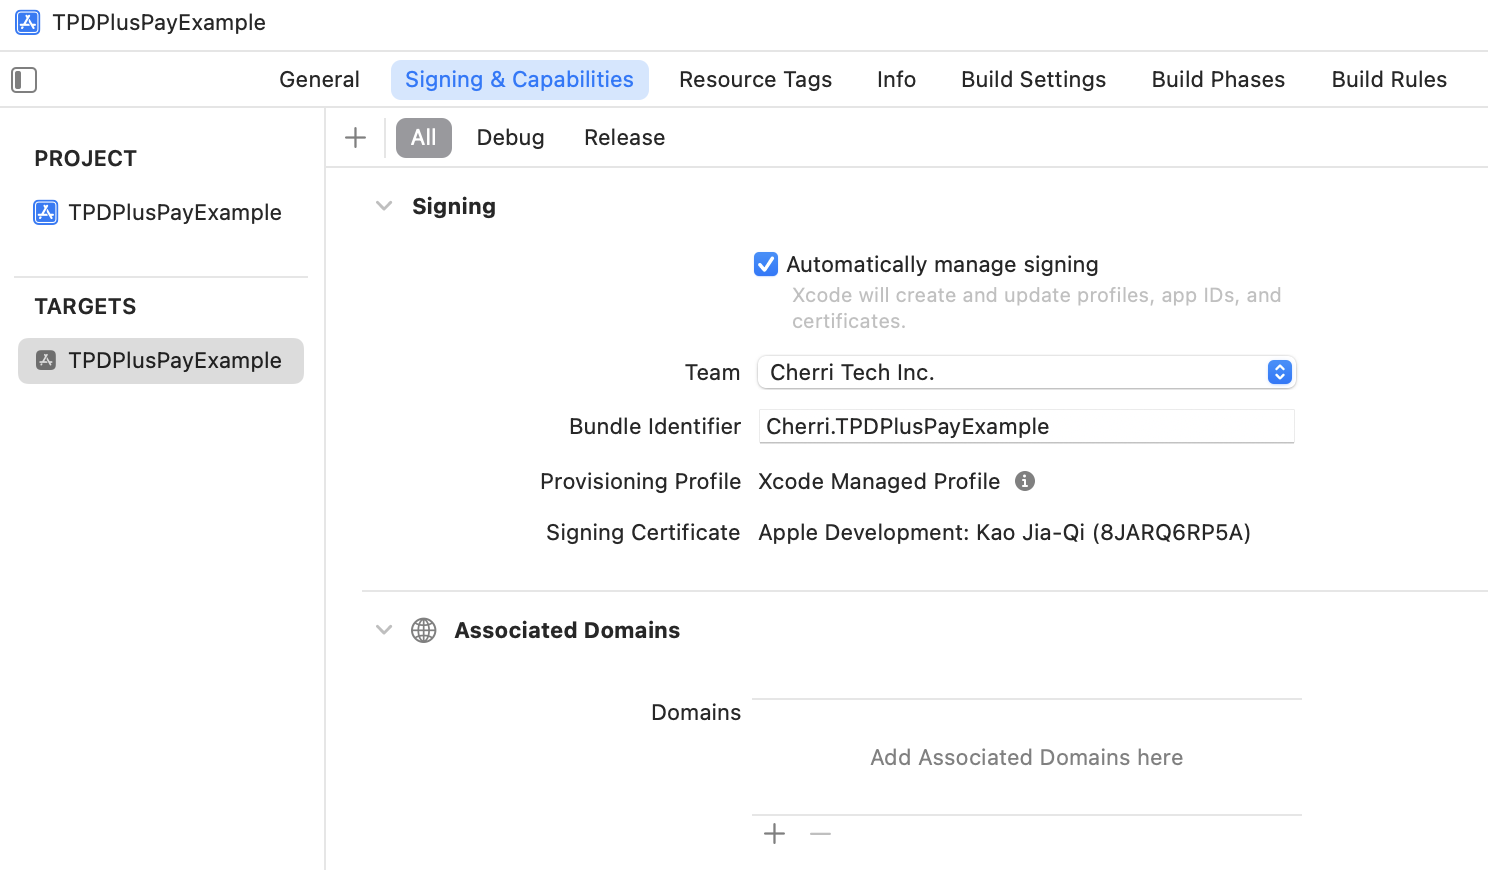 TPDPlusPayExample
General Signing & Capabilities Resource Tags Info Build Settings Build Phases Build Rules
PROJECT
TPDPlusPayExample
TARGETS
TPDPlusPayExample
All Debug Release
Signing
Automatically manage signing
Xcode will create and update profiles, app IDs, and
certificates.
Team Cherri Tech Inc.
Bundle Identifier Cherri.TPDPlusPayExample
Provisioning Profile Xcode Managed Profile
Signing Certificate Apple Development: Kao Jia-Qi (8JARQ6RP5A)
Associated Domains
Domains
Add Associated Domains here